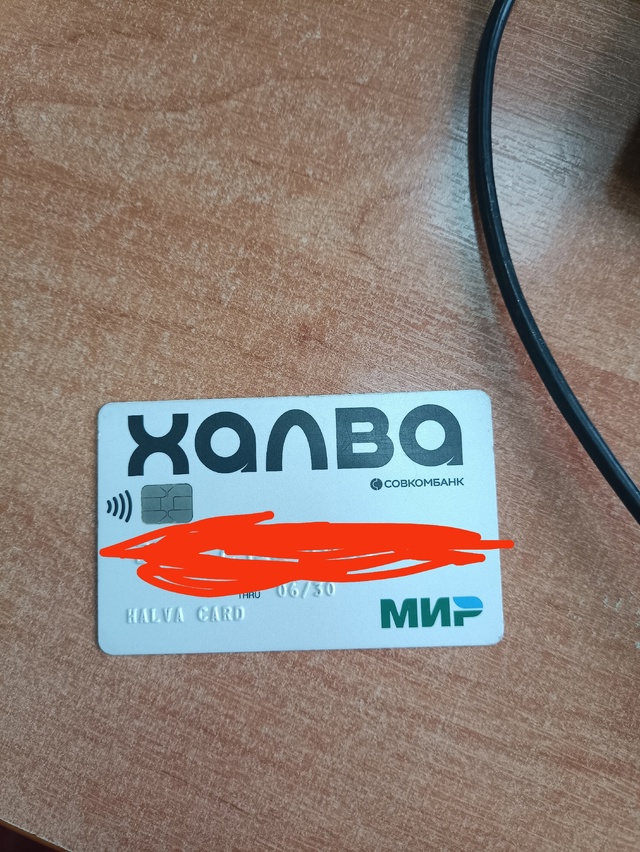 ХАЛВА
СОВКОМБАНК
THRU 06/30
HALVA CARD
МИР